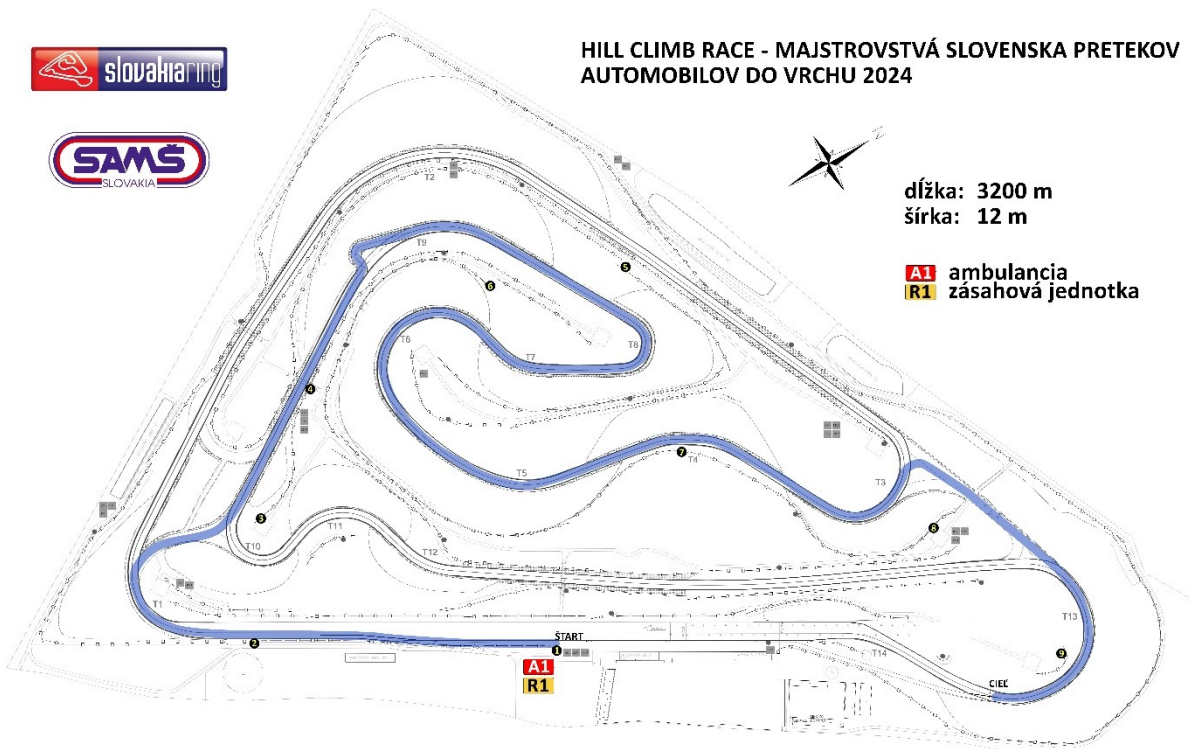 slovakiaring
HILL CLIMB RACE - MAJSTROVSTVÁ SLOVENSKA PRETEKOV
AUTOMOBILOV DO VRCHU 2024
SAMŠ
SLOVAKIA
N
dĺžka: 3200 m
šírka: 12 m
A1 ambulancia
R1 zásahová jednotka
T2
T9
5
6
T6
T7
T8
4
7
T4
T5
T3
3
8
T11
T10
T12
T1
T13
2
ŠTART
1
T14
9
A1
R1
CIEĽ